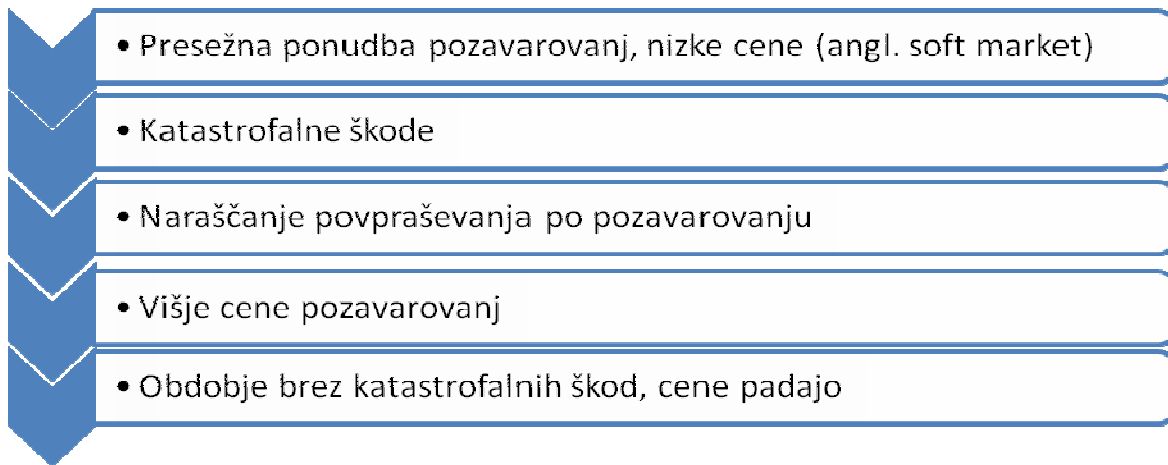 • Presežna ponudba pozavarovanj, nizke cene (angl. soft market)
• Katastrofalne škode
• Naraščanje povpraševanja po pozavarovanju
• Višje cene pozavarovanj
• Obdobje brez katastrofalnih škod, cene padajo